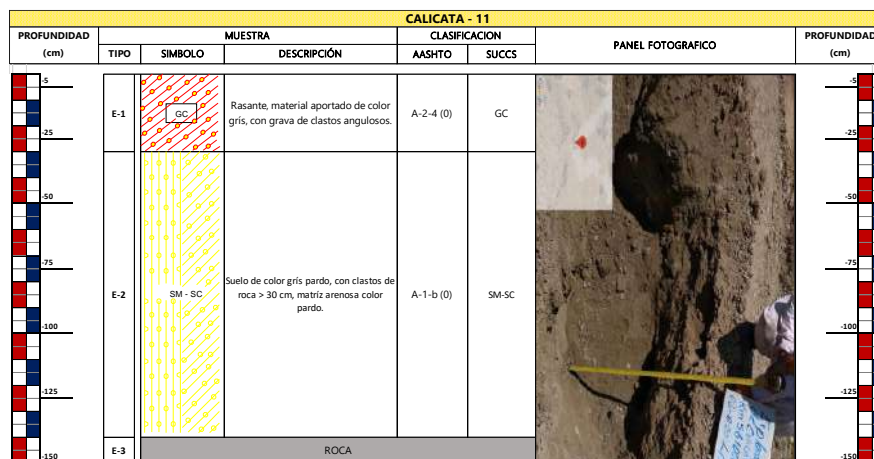 CALICATA - 11
PROFUNDIDAD
(cm)
MUESTRA
CLASIFICACION
PANEL FOTOGRAFICO
PROFUNDIDAD
(cm)
TIPO
SIMBOLO
DESCRIPCIÓN
AASHTO
SUCCS
-5
-25
-50
-75
-100
-125
-150
E-1
GC
Rasante, material aportado de color
gris, con grava de clastos angulosos.
A-2-4 (0)
GC
E-2
SM - SC
Suelo de color gris pardo, con clastos de
roca > 30 cm, matríz arenosa color
pardo.
A-1-b (0)
SM-SC
E-3
ROCA
-5
-25
-50
-75
-100
-125
-150